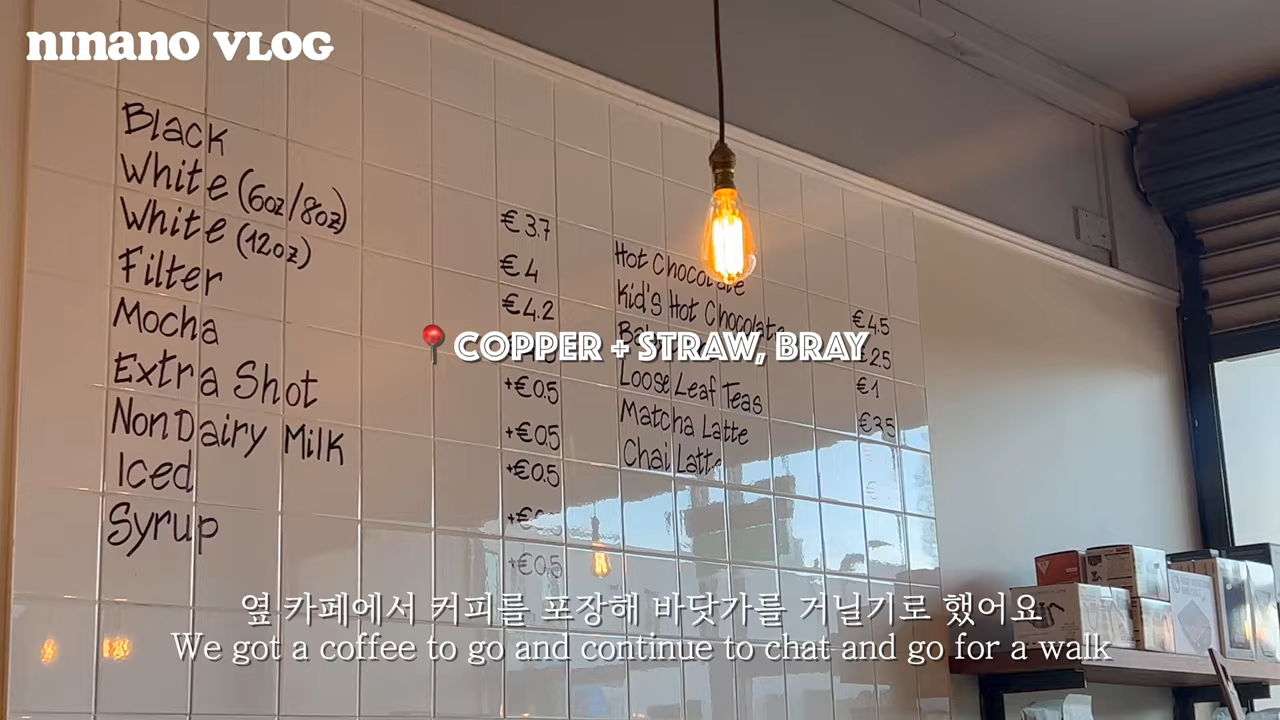 NINANO VLOG
Black
White (6oz/8oz)
White (12oz)
Filter
Mocha
Extra Shot
Non Dairy Milk
Iced
Syrup
€3.7
€4
€4.2
+€0.5
+€0.5
+€0.5
+€0.5
Hot Chocolate
Kid's Hot Chocolate
Loose Leaf Teas
Matcha Latte
Chai Latte
€4.5
€2.5
€1
€3.5
📍COPPER + STRAW, BRAY
옆 카페에서 커피를 포장해 바닷가를 거닐기로 했어요
We got a coffee to go and continue to chat and go for a walk